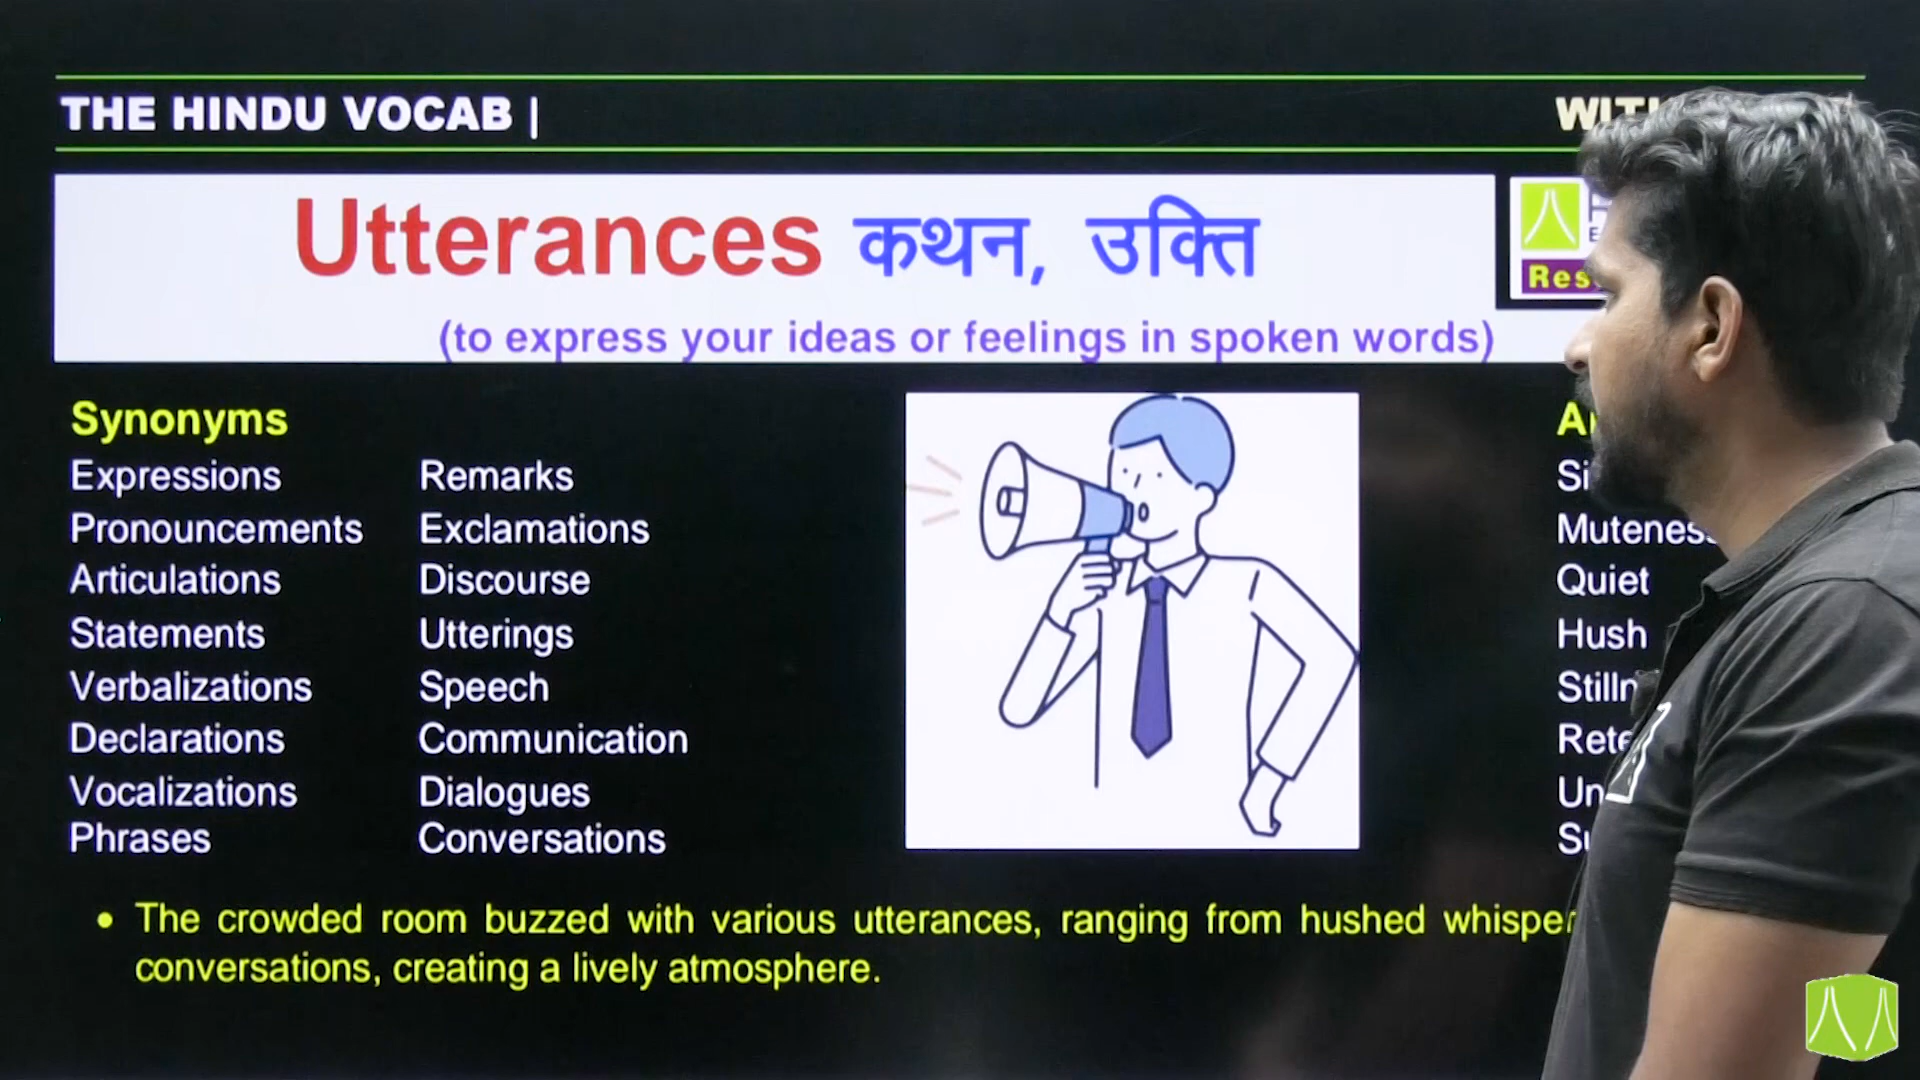 THE HINDU VOCAB |
Utterances कथन, उक्ति
(to express your ideas or feelings in spoken words)
Synonyms
Expressions Remarks
Pronouncements Exclamations
Articulations Discourse
Statements Utterings
Verbalizations Speech
Declarations Communication
Vocalizations Dialogues
Phrases Conversations
Quiet
Hush
• The crowded room buzzed with various utterances, ranging from hushed
conversations, creating a lively atmosphere.